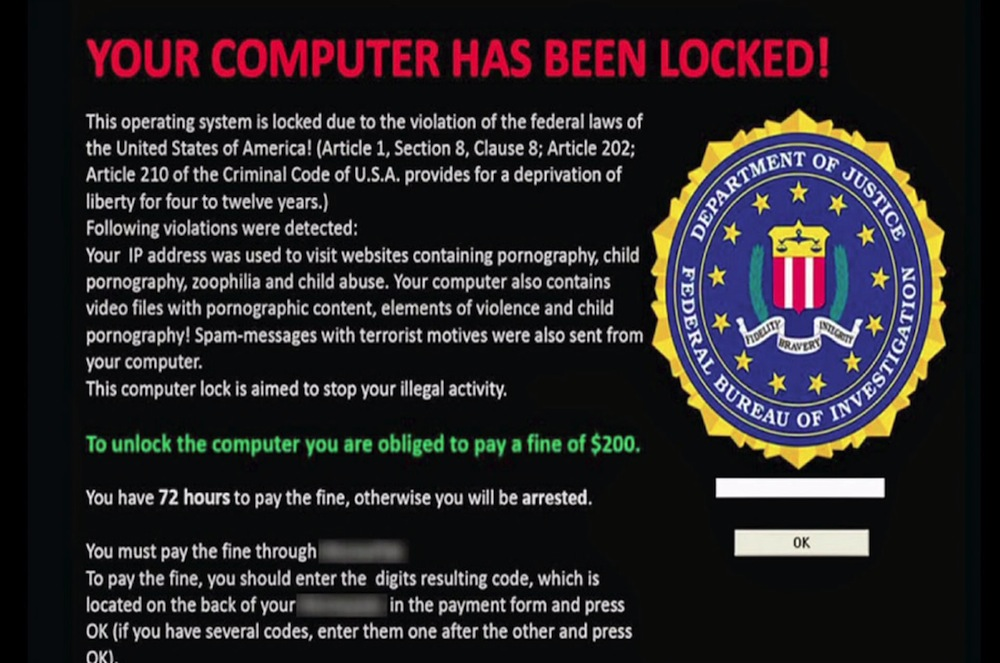 YOUR COMPUTER HAS BEEN LOCKED!
This operating system is locked due to the violation of the federal laws of
the United States of America! (Article 1, Section 8, Clause 8; Article 202;
Article 210 of the Criminal Code of U.S.A. provides for a deprivation of
liberty for four to twelve years.)
Following violations were detected:
Your IP address was used to visit websites containing pornography, child
pornography, zoophilia and child abuse. Your computer also contains
video files with pornographic content, elements of violence and child
pornography! Spam-messages with terrorist motives were also sent from
your computer.
This computer lock is aimed to stop your illegal activity.
To unlock the computer you are obliged to pay a fine of $200.
You have 72 hours to pay the fine, otherwise you will be arrested.
You must pay the fine through
To pay the fine, you should enter the digits resulting code, which is
located on the back of your in the payment form and press
OK (if you have several codes, enter them one after the other and press
OK).
DEPARTMENT OF JUSTICE
FEDERAL BUREAU OF INVESTIGATION
FIDELITY
BRAVERY
INTEGRITY
OK